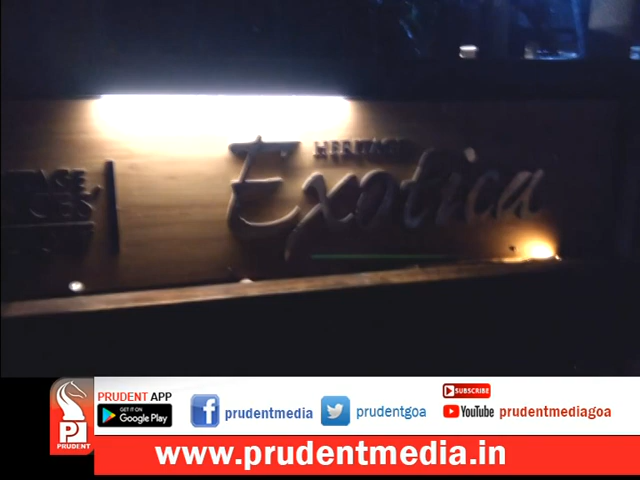 HERITAGE
Exotica
PRUDENT APP
GET IT ON
Google Play
prudentmedia
prudentgoa
SUBSCRIBE
YouTube
prudentmediagoa
PRUDENT
www.prudentmedia.in